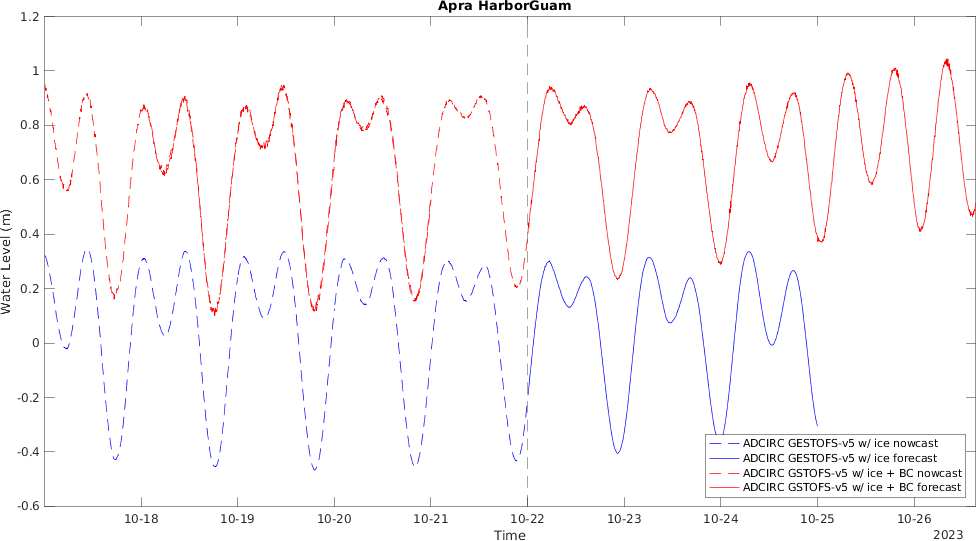 Apra HarborGuam
1.2
1
0.8
0.6
0.4
0.2
0
-0.2
-0.4
-0.6
Water Level (m)
ADCIRC GESTOFS-v5 w/ ice nowcast
ADCIRC GESTOFS-v5 w/ ice forecast
ADCIRC GSTOFS-v5 w/ ice + BC nowcast
ADCIRC GSTOFS-v5 w/ ice + BC forecast
10-18 10-19 10-20 10-21 10-22 10-23 10-24 10-25 10-26
Time
2023